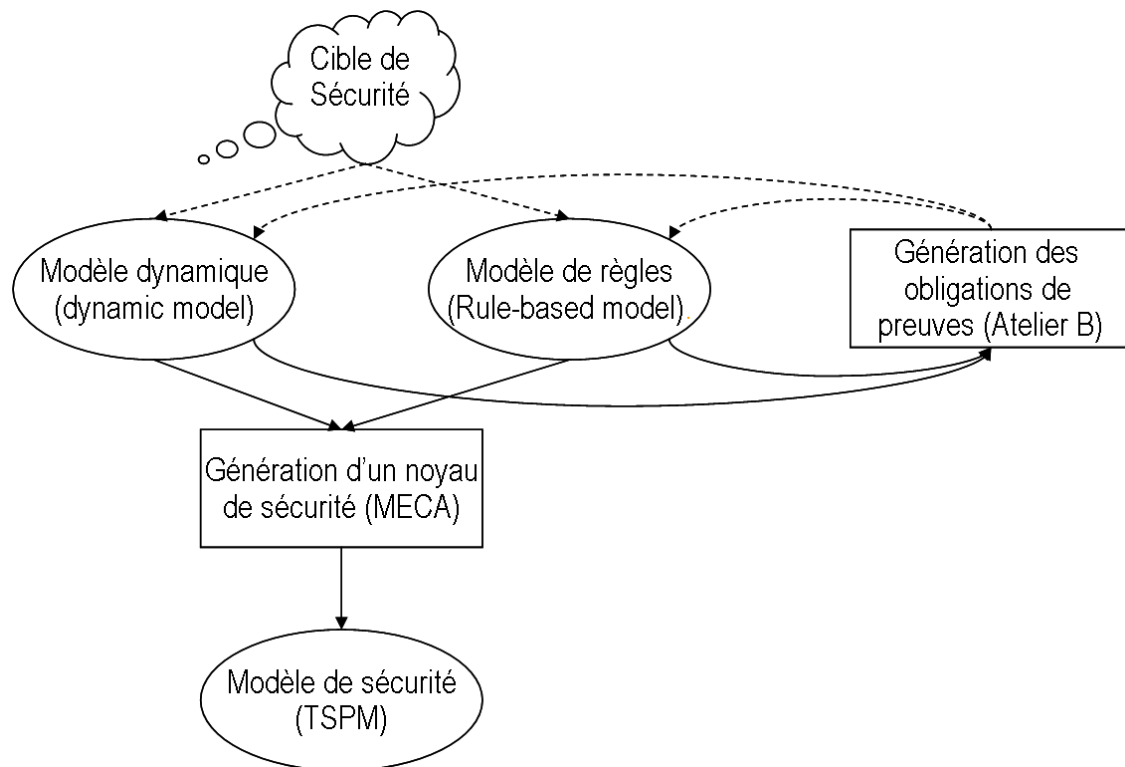 Cible de
Sécurité
Modèle dynamique
(dynamic model)
Modèle de règles
(Rule-based model)
Génération des
obligations de
preuves (Atelier B)
Génération d'un noyau
de sécurité (MECA)
Modèle de sécurité
(TSPM)